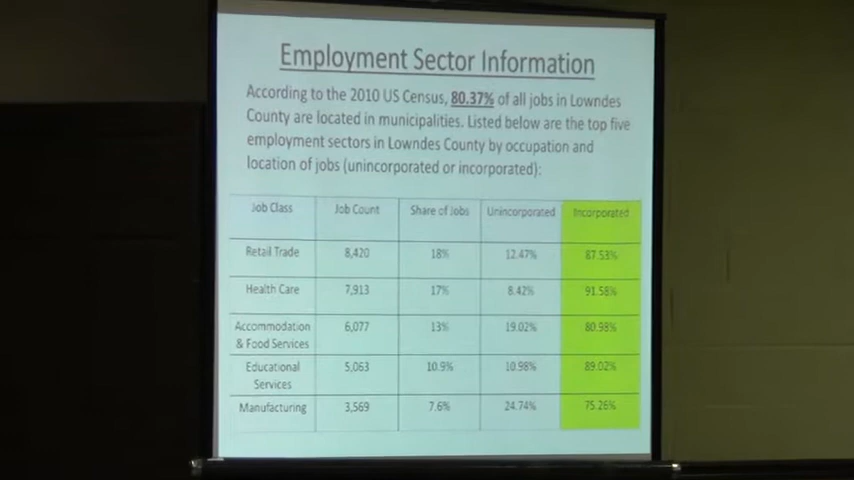 Employment Sector Information
According to the 2010 US Census, 80.37% of all jobs in Lowndes
County are located in municipalities. Listed below are the top five
employment sectors in Lowndes County by occupation and
location of jobs (unincorporated or incorporated):
Job Class Job Count Share of Jobs Unincorporated Incorporated
Retail Trade 8,420 18% 12.47% 87.53%
Health Care 7,913 17% 8.42% 91.58%
Accommodation 6,077 13% 19.02% 80.98%
& Food Services
Educational 5,063 10.9% 10.98% 89.02%
Services
Manufacturing 3,569 7.6% 24.74% 75.26%